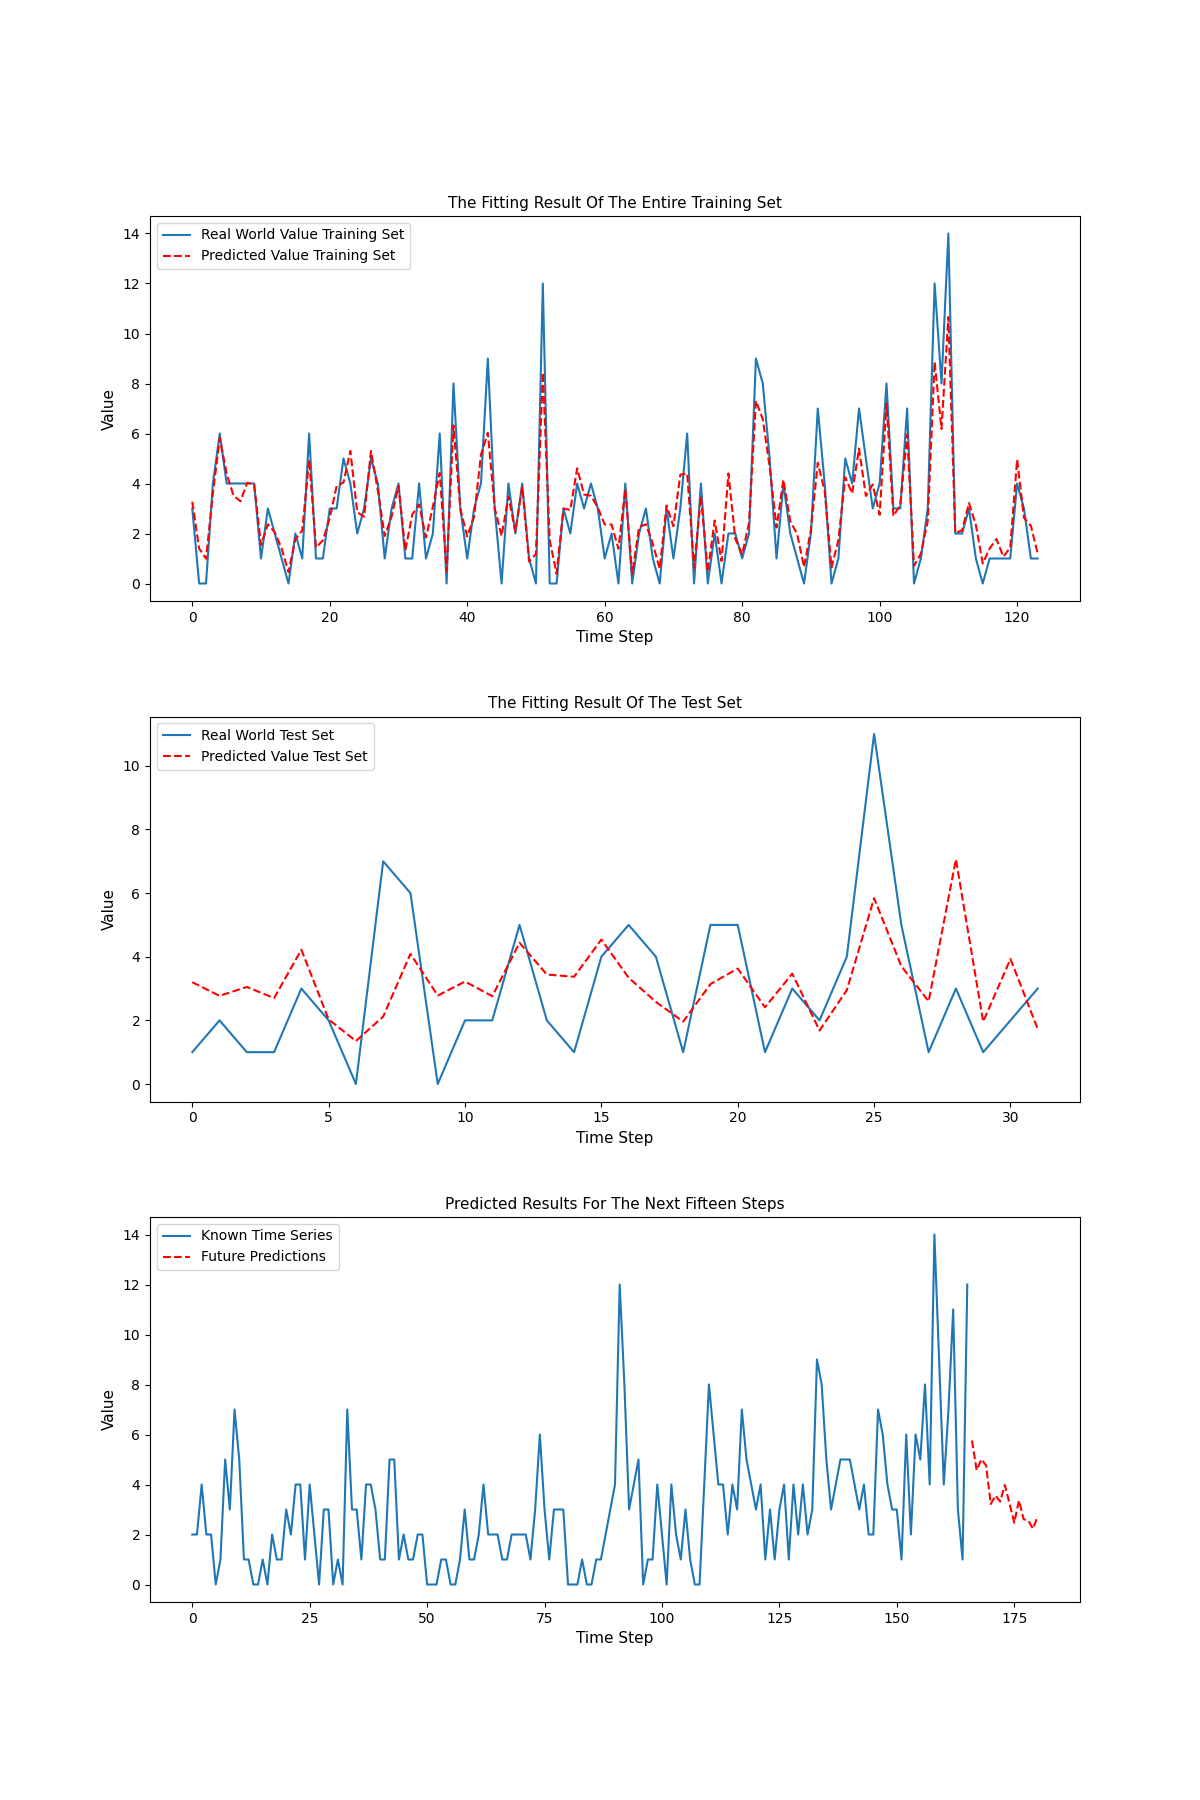 The Fitting Result Of The Entire Training Set
Real World Value Training Set
Predicted Value Training Set
Value
14
12
10
8
6
4
2
0
0 20 40 60 80 100 120
Time Step
The Fitting Result Of The Test Set
Real World Test Set
Predicted Value Test Set
Value
10
8
6
4
2
0
0 5 10 15 20 25 30
Time Step
Predicted Results For The Next Fifteen Steps
Known Time Series
Future Predictions
Value
14
12
10
8
6
4
2
0
0 25 50 75 100 125 150 175
Time Step